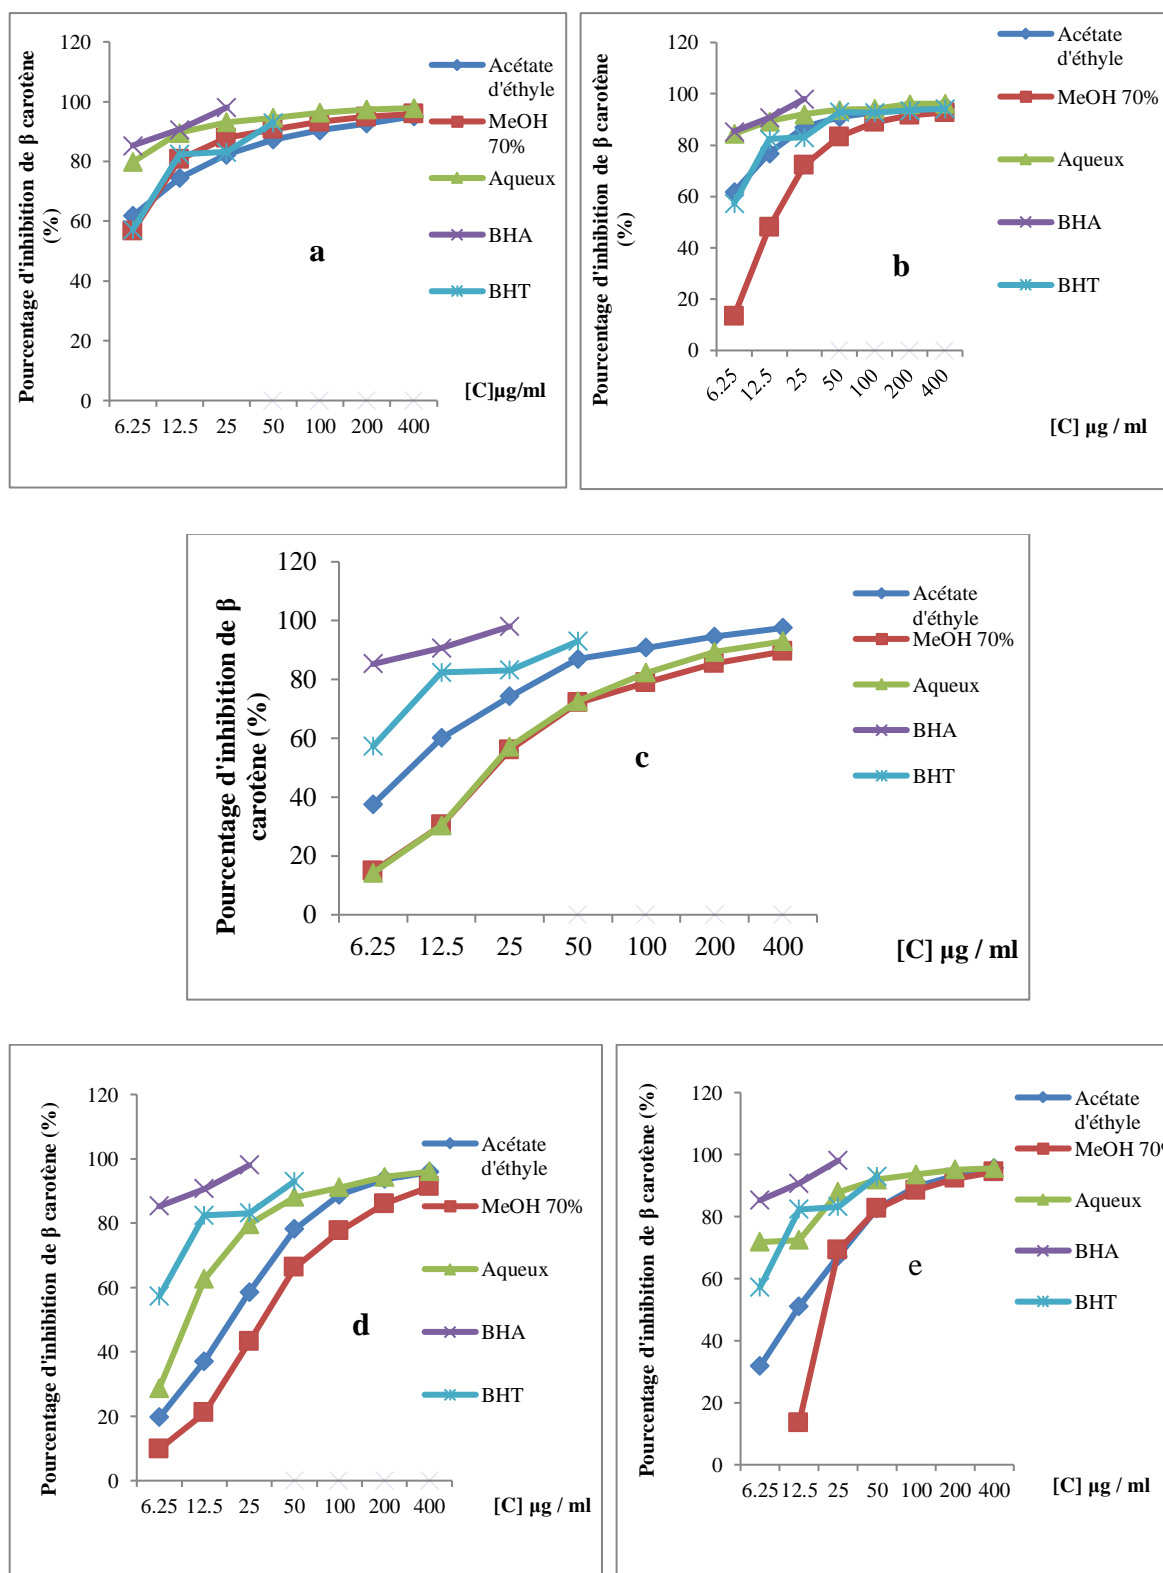 Pourcentage d'inhibition de β carotène
(%)
120
100
80
60
40
20
0
6.25 12.5 25 50 100 200 400
[C]µg/ml
a
Acétate
d'éthyle
MeOH
70%
Aqueux
BHA
BHT
Pourcentage d'inhibition de β carotène
(%)
120
100
80
60
40
20
0
6.25 12.5 25 50 100 200 400
[C] µg / ml
b
Acétate
d'éthyle
MeOH 70%
Aqueux
BHA
BHT
Pourcentage d'inhibition de β
carotène (%)
120
100
80
60
40
20
0
6.25 12.5 25 50 100 200 400
[C] µg / ml
c
Acétate
d'éthyle
MeOH 70%
Aqueux
BHA
BHT
Pourcentage d'inhibition de β carotène (%)
120
100
80
60
40
20
0
6.25 12.5 25 50 100 200 400
[C] µg / ml
d
Acétate
d'éthyle
MeOH 70%
Aqueux
BHA
BHT
Pourcentage d'inhibition de β carotène (%)
120
100
80
60
40
20
0
6.25 12.5 25 50 100 200 400
[C] µg / ml
e
Acétate
d'éthyle
MeOH 70%
Aqueux
BHA
BHT